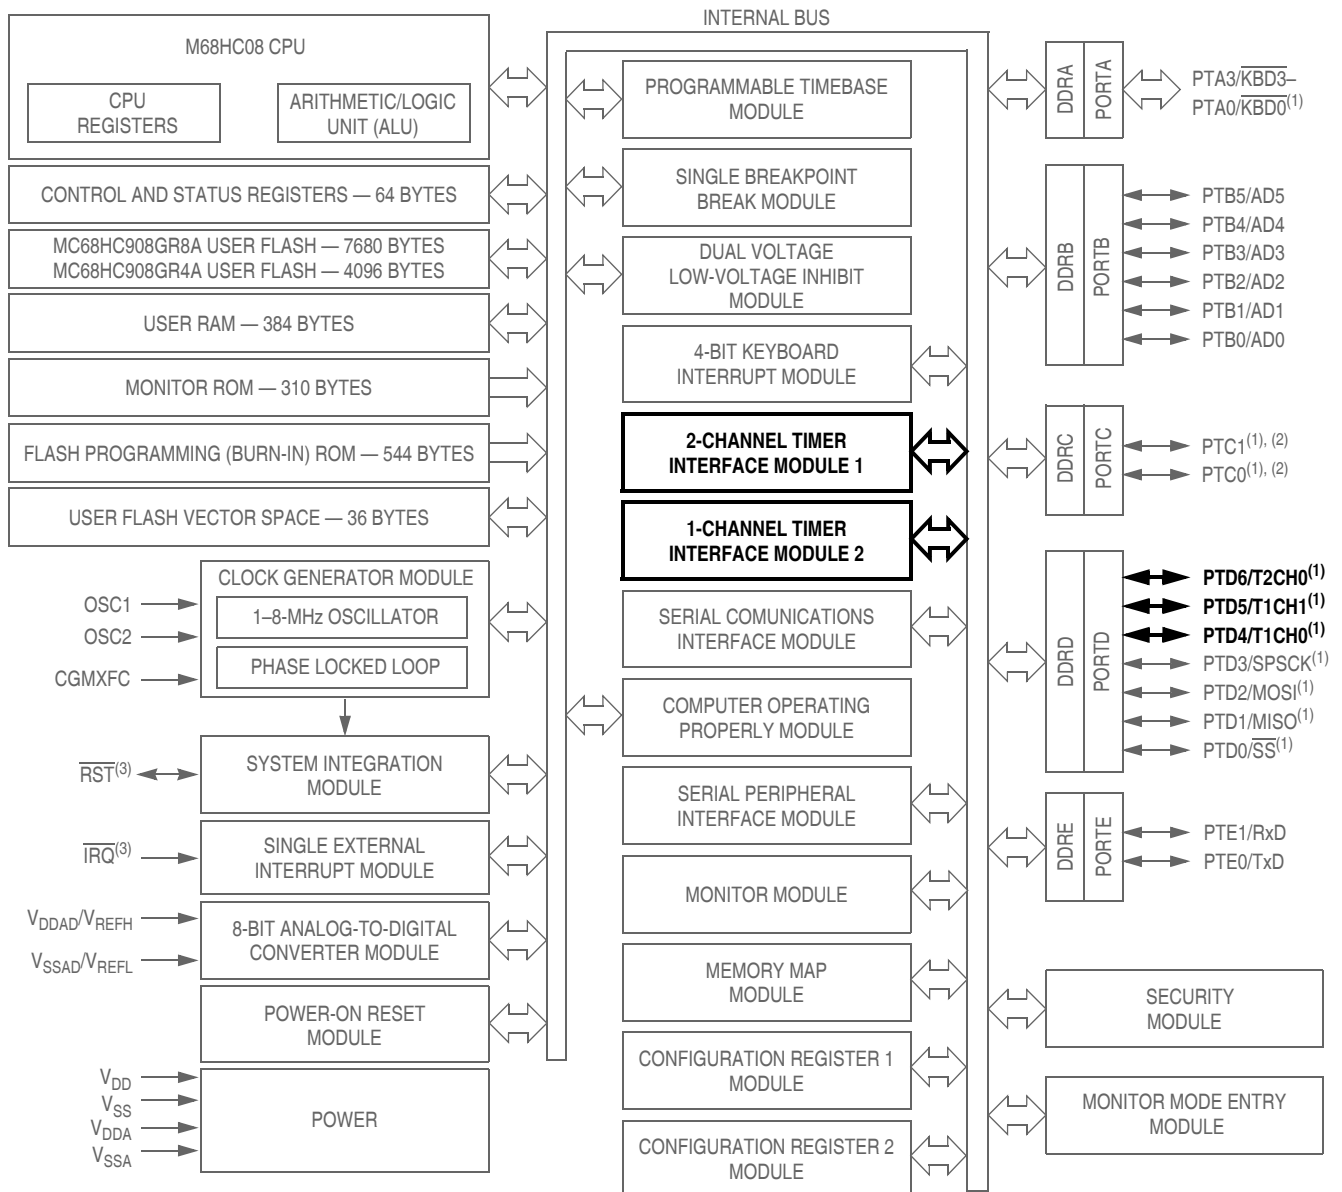 INTERNAL BUS
M68HC08 CPU
CPU
REGISTERS
ARITHMETIC/LOGIC
UNIT (ALU)
CONTROL AND STATUS REGISTERS — 64 BYTES
MC68HC908GR8A USER FLASH — 7680 BYTES
MC68HC908GR4A USER FLASH — 4096 BYTES
USER RAM — 384 BYTES
MONITOR ROM — 310 BYTES
FLASH PROGRAMMING (BURN-IN) ROM — 544 BYTES
USER FLASH VECTOR SPACE — 36 BYTES
CLOCK GENERATOR MODULE
1–8-MHz OSCILLATOR
PHASE LOCKED LOOP
OSC1
OSC2
CGMXFC
SYSTEM INTEGRATION
MODULE
RST(3)
SINGLE EXTERNAL
INTERRUPT MODULE
IRQ(3)
8-BIT ANALOG-TO-DIGITAL
CONVERTER MODULE
VDDAD/VREFH
VSSAD/VREFL
POWER-ON RESET
MODULE
POWER
VDD
VSS
VDDA
VSSA
PROGRAMMABLE TIMEBASE
MODULE
SINGLE BREAKPOINT
BREAK MODULE
DUAL VOLTAGE
LOW-VOLTAGE INHIBIT
MODULE
4-BIT KEYBOARD
INTERRUPT MODULE
2-CHANNEL TIMER
INTERFACE MODULE 1
1-CHANNEL TIMER
INTERFACE MODULE 2
SERIAL COMUNICATIONS
INTERFACE MODULE
COMPUTER OPERATING
PROPERLY MODULE
SERIAL PERIPHERAL
INTERFACE MODULE
MONITOR MODULE
MEMORY MAP
MODULE
CONFIGURATION REGISTER 1
MODULE
CONFIGURATION REGISTER 2
MODULE
DDRA
PORTA
PTA3/KBD3–
PTA0/KBD0(1)
DDRB
PORTB
PTB5/AD5
PTB4/AD4
PTB3/AD3
PTB2/AD2
PTB1/AD1
PTB0/AD0
DDRC
PORTC
PTC1(1), (2)
PTC0(1), (2)
DDRD
PORTD
PTD6/T2CH0(1)
PTD5/T1CH1(1)
PTD4/T1CH0(1)
PTD3/SPSCK(1)
PTD2/MOSI(1)
PTD1/MISO(1)
PTD0/SS(1)
DDRE
PORTE
PTE1/RxD
PTE0/TxD
SECURITY
MODULE
MONITOR MODE ENTRY
MODULE